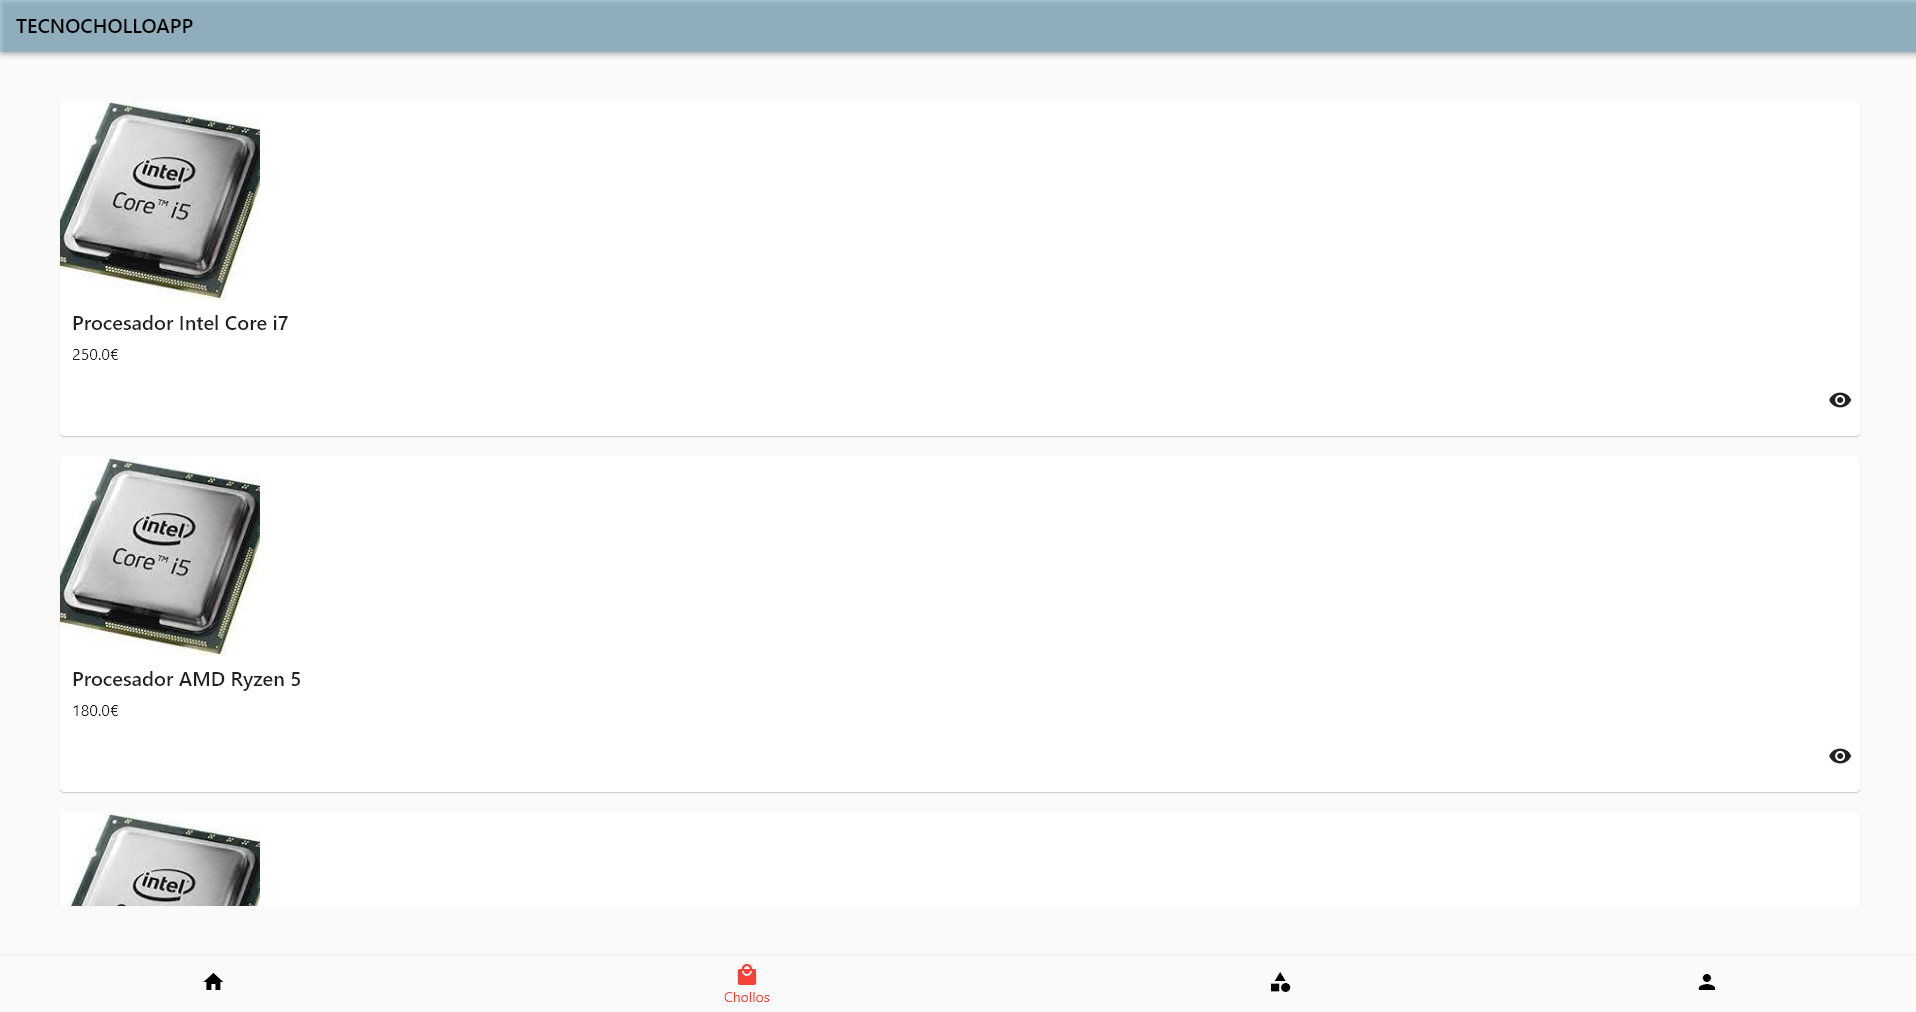 TECNOCHOLLOAPP
intel
Core™ i5
Procesador Intel Core i7
250.0€
intel
Core™ i5
Procesador AMD Ryzen 5
180.0€
intel
Chollos